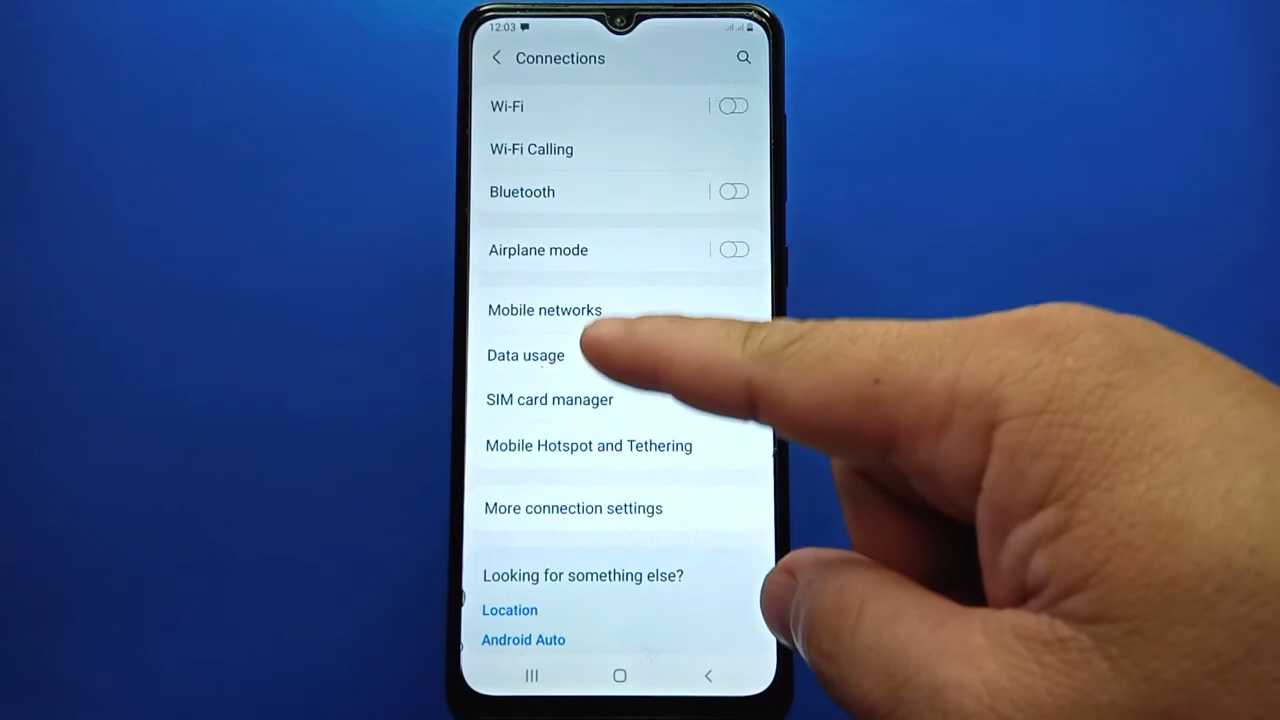 12:03
Connections
Wi-Fi
Wi-Fi Calling
Bluetooth
Airplane mode
Mobile networks
Data usage
SIM card manager
Mobile Hotspot and Tethering
More connection settings
Looking for something else?
Location
Android Auto